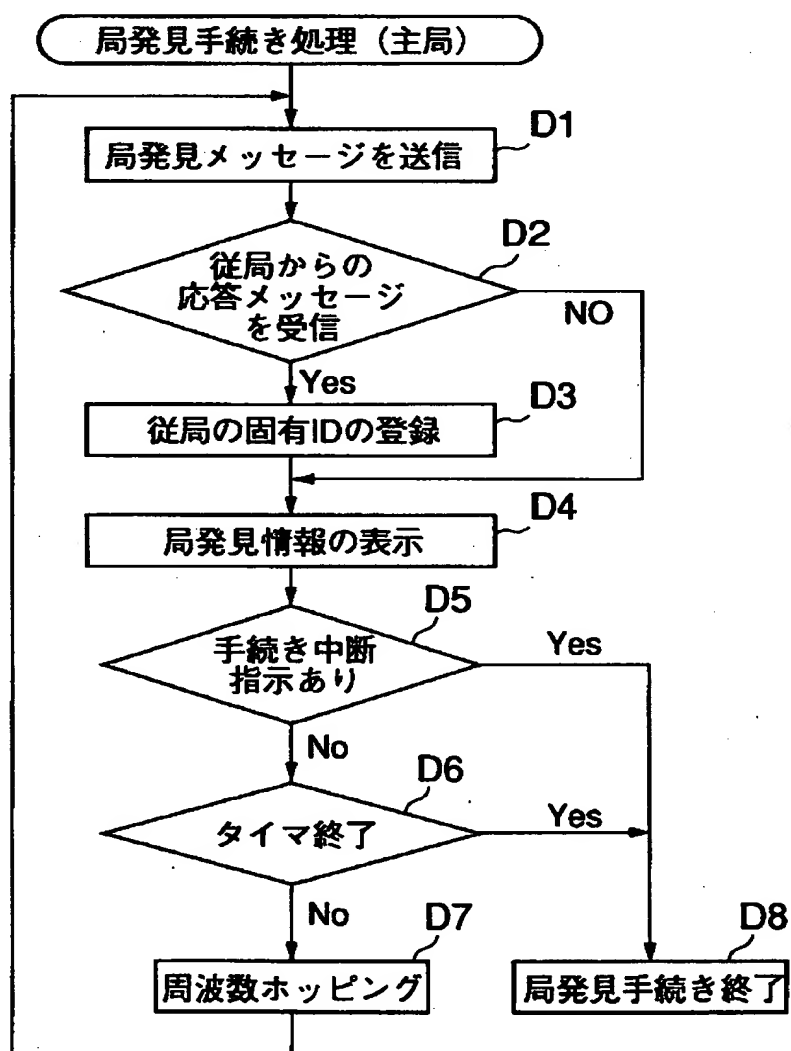 局発見手続き処理（主局）
D1
局発見メッセージを送信
D2
従局からの
応答メッセージ
を受信
NO
Yes
D3
従局の固有IDの登録
D4
局発見情報の表示
D5
手続き中断
指示あり
Yes
No
D6
タイマ終了
Yes
No
D7
周波数ホッピング
D8
局発見手続き終了